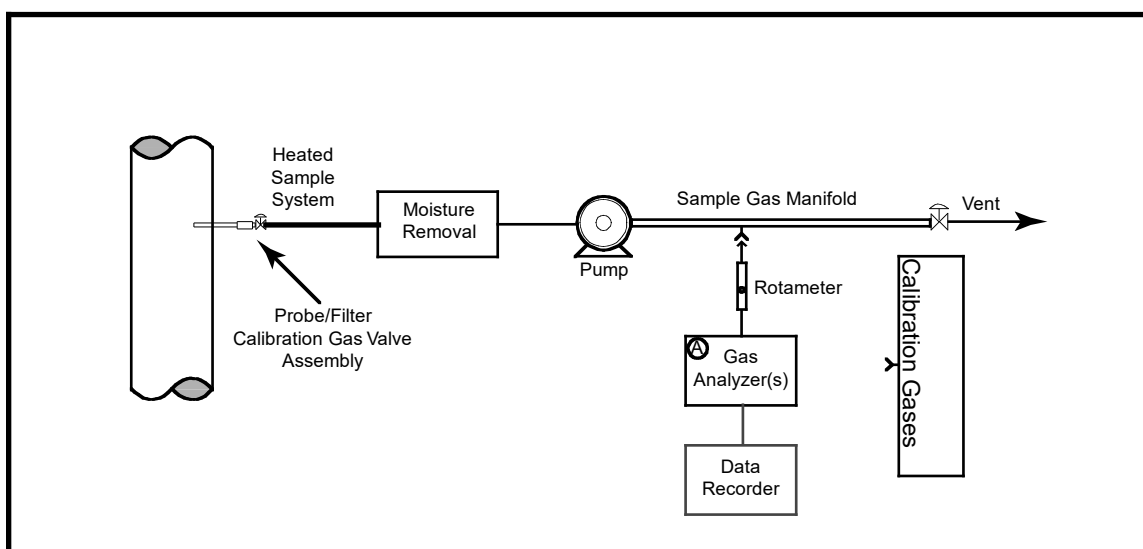 Heated
Sample
System
Moisture
Removal
Sample Gas Manifold
Vent
Pump
Rotameter
Probe/Filter
Calibration Gas Valve
Assembly
A
Gas
Analyzer(s)
Calibration Gases
Data
Recorder